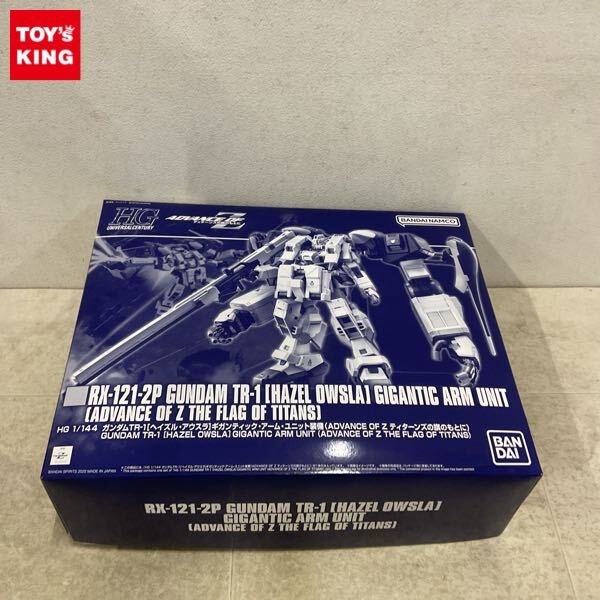 TOY's
KING
HG
UNIVERSAL CENTURY
ADVANCE OF Z
BANDAI NAMCO
RX-121-2P GUNDAM TR-1 [HAZEL OWSLA] GIGANTIC ARM UNIT
(ADVANCE OF Z THE FLAG OF TITANS)
HG 1/144 ガンダムTR-1[ヘイズル・アウスラ]ギガンティック・アーム・ユニット装備(ADVANCE OF Z ティターンズの旗のもとに)
GUNDAM TR-1 [HAZEL OWSLA] GIGANTIC ARM UNIT (ADVANCE OF Z THE FLAG OF TITANS)
BAN
DAI
BANDAI SPIRITS 2022 MADE IN JAPAN
RX-121-2P GUNDAM TR-1 [HAZEL OWSLA]
GIGANTIC ARM UNIT
(ADVANCE OF Z THE FLAG OF TITANS)